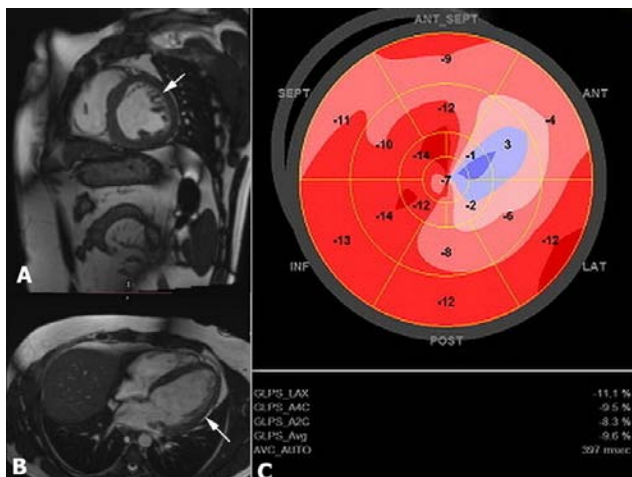 ANT_SEPT
-9
SEPT
ANT
-4
-12
-11
3
-10
-14
-1
-7
-2
-12
-14
-6
-13
-8
-12
INF
LAT
-12
POST
A
B
C
GLPS_LAX -11.1 %
GLPS_A4C -9.5 %
GLPS_A2C -8.3 %
GLPS_Avg -9.6 %
AVC_AUTO 397 msec